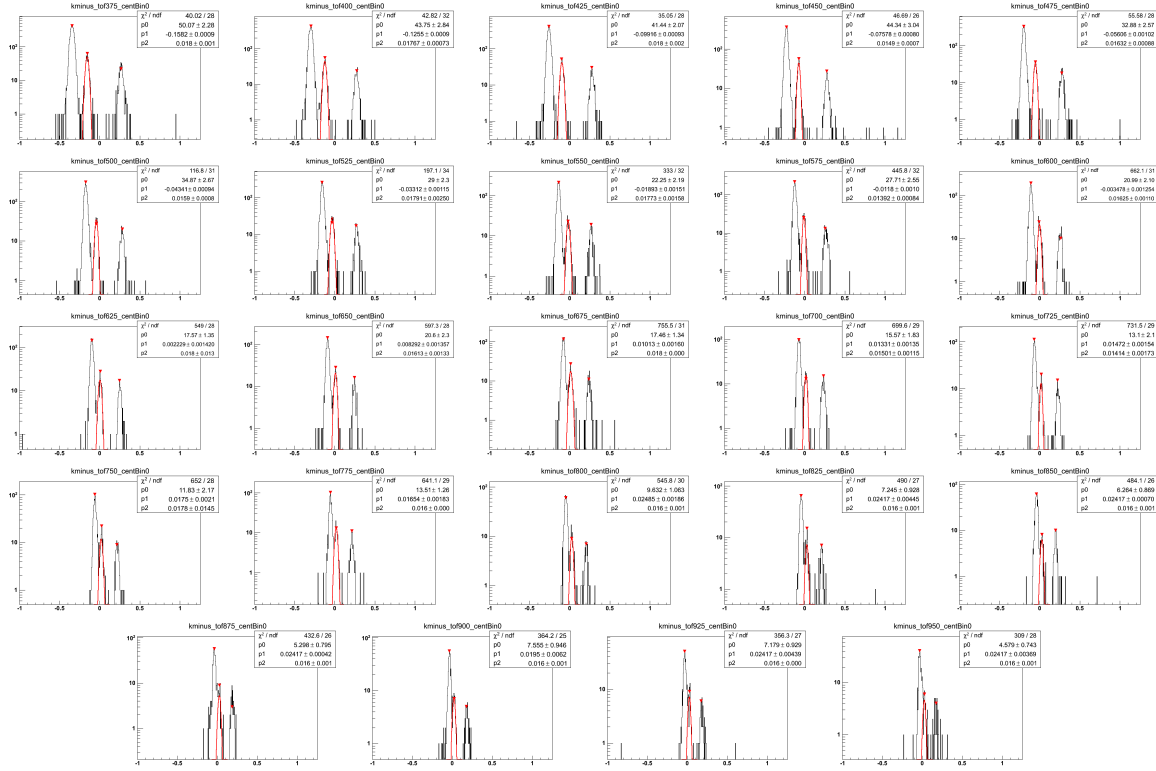 kminus_tof375_centBin0
χ² / ndf 40.02 / 28
p0 50.07 ± 2.28
p1 -0.1582 ± 0.0009
p2 0.018 ± 0.001
kminus_tof400_centBin0
χ² / ndf 42.82 / 32
p0 43.75 ± 2.84
p1 -0.1255 ± 0.0009
p2 0.01767 ± 0.00073
kminus_tof425_centBin0
χ² / ndf 35.05 / 28
p0 41.44 ± 2.07
p1 -0.09916 ± 0.00093
p2 0.018 ± 0.002
kminus_tof450_centBin0
χ² / ndf 46.69 / 26
p0 44.34 ± 3.04
p1 -0.07578 ± 0.00080
p2 0.0149 ± 0.0007
kminus_tof475_centBin0
χ² / ndf 55.58 / 28
p0 32.88 ± 2.57
p1 -0.05606 ± 0.00102
p2 0.01632 ± 0.00088
kminus_tof500_centBin0
χ² / ndf 116.8 / 31
p0 34.87 ± 2.67
p1 -0.04341 ± 0.00094
p2 0.0159 ± 0.0008
kminus_tof525_centBin0
χ² / ndf 197.1 / 34
p0 29 ± 2.3
p1 -0.03312 ± 0.00115
p2 0.01791 ± 0.00250
kminus_tof550_centBin0
χ² / ndf 333 / 32
p0 22.25 ± 2.19
p1 -0.01893 ± 0.00151
p2 0.01773 ± 0.00158
kminus_tof575_centBin0
χ² / ndf 445.8 / 32
p0 27.71 ± 2.55
p1 -0.0118 ± 0.0010
p2 0.01392 ± 0.00084
kminus_tof600_centBin0
χ² / ndf 662.1 / 31
p0 20.99 ± 2.10
p1 -0.003478 ± 0.001254
p2 0.01625 ± 0.00110
kminus_tof625_centBin0
χ² / ndf 549 / 28
p0 17.57 ± 1.35
p1 0.002229 ± 0.001420
p2 0.018 ± 0.013
kminus_tof650_centBin0
χ² / ndf 597.3 / 28
p0 20.6 ± 2.3
p1 0.008292 ± 0.001357
p2 0.01613 ± 0.00133
kminus_tof675_centBin0
χ² / ndf 755.5 / 31
p0 17.46 ± 1.34
p1 0.01013 ± 0.00160
p2 0.018 ± 0.000
kminus_tof700_centBin0
χ² / ndf 699.6 / 29
p0 15.57 ± 1.83
p1 0.01331 ± 0.00135
p2 0.01501 ± 0.00115
kminus_tof725_centBin0
χ² / ndf 731.5 / 29
p0 13.1 ± 2.1
p1 0.01472 ± 0.00154
p2 0.01414 ± 0.00173
kminus_tof750_centBin0
χ² / ndf 652 / 28
p0 11.83 ± 2.17
p1 0.0175 ± 0.0021
p2 0.0178 ± 0.0145
kminus_tof775_centBin0
χ² / ndf 641.1 / 29
p0 13.51 ± 1.26
p1 0.01654 ± 0.00183
p2 0.016 ± 0.000
kminus_tof800_centBin0
χ² / ndf 545.8 / 30
p0 9.632 ± 1.063
p1 0.02485 ± 0.00186
p2 0.016 ± 0.001
kminus_tof825_centBin0
χ² / ndf 490 / 27
p0 7.245 ± 0.928
p1 0.02417 ± 0.00445
p2 0.016 ± 0.001
kminus_tof850_centBin0
χ² / ndf 484.1 / 26
p0 6.264 ± 0.869
p1 0.02417 ± 0.00070
p2 0.016 ± 0.001
kminus_tof875_centBin0
χ² / ndf 432.6 / 26
p0 5.298 ± 0.795
p1 0.02417 ± 0.00042
p2 0.016 ± 0.001
kminus_tof900_centBin0
χ² / ndf 364.2 / 25
p0 7.555 ± 0.946
p1 0.0195 ± 0.0062
p2 0.016 ± 0.001
kminus_tof925_centBin0
χ² / ndf 356.3 / 27
p0 7.179 ± 0.929
p1 0.02417 ± 0.00439
p2 0.016 ± 0.000
kminus_tof950_centBin0
χ² / ndf 309 / 28
p0 4.579 ± 0.743
p1 0.02417 ± 0.00369
p2 0.016 ± 0.001